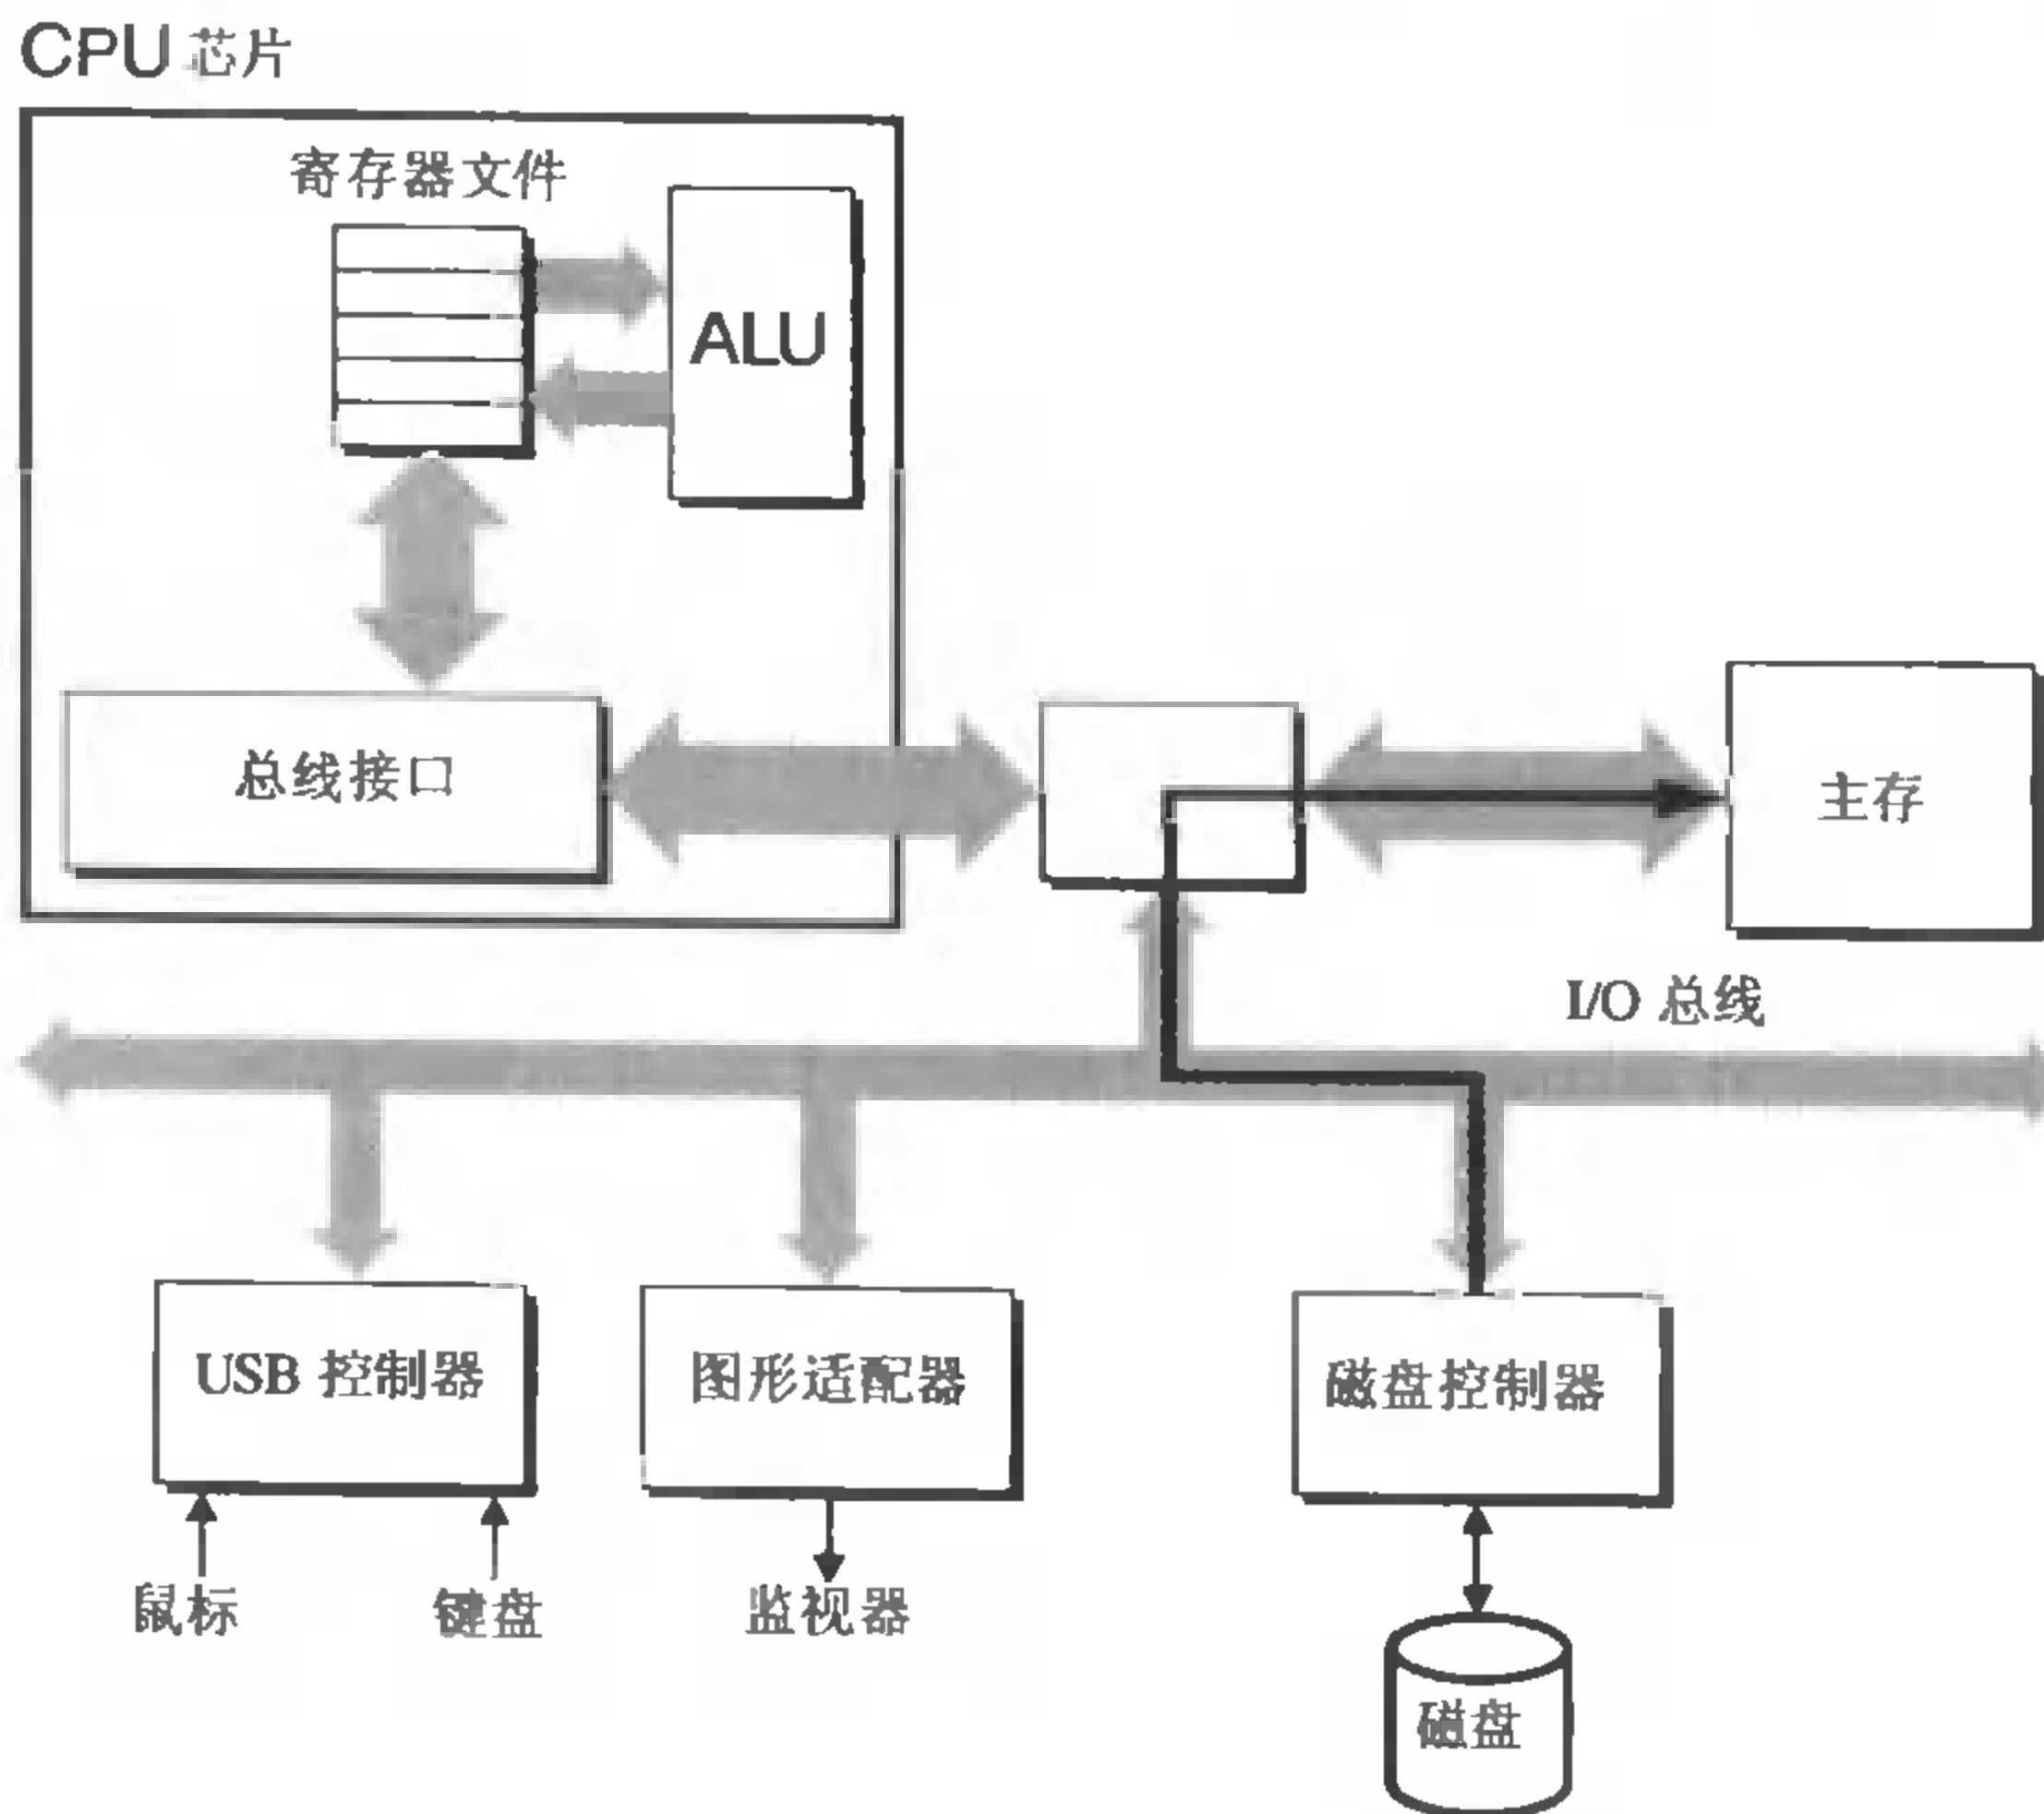 CPU 芯片
寄存器文件
ALU
总线接口
主存
I/O 总线
USB 控制器
图形适配器
磁盘控制器
鼠标
键盘
监视器
磁盘